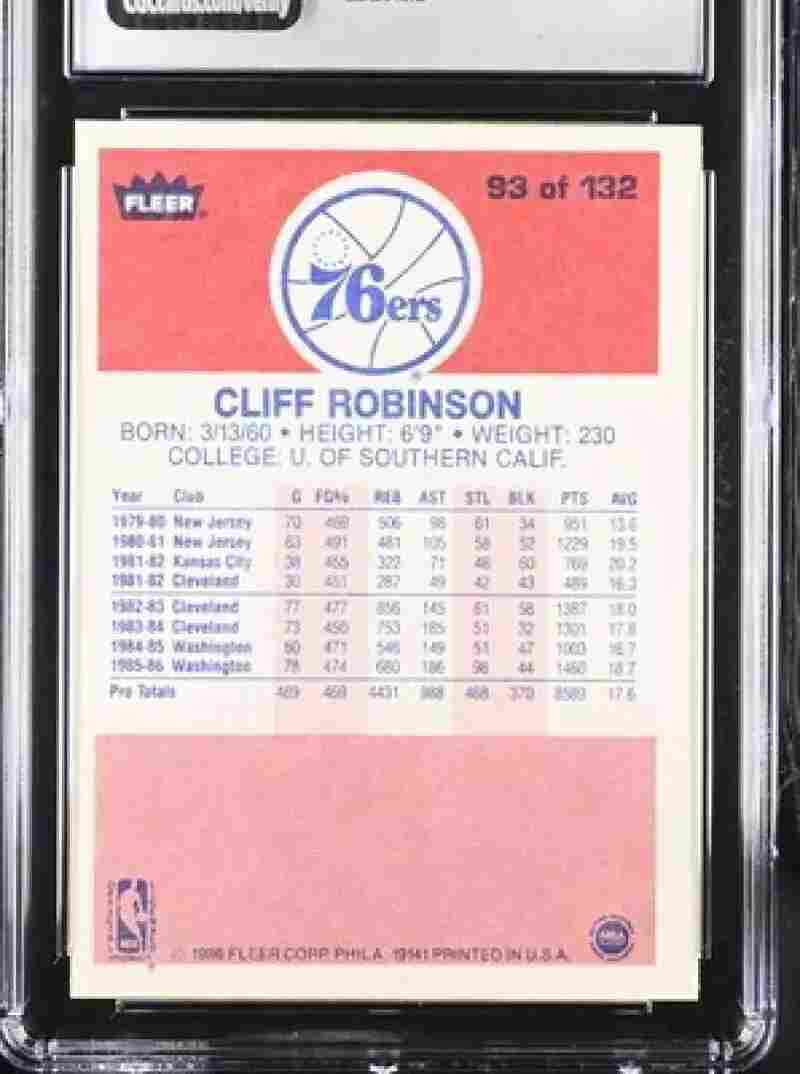 FLEER
93 of 132
76ers
CLIFF ROBINSON
BORN: 3/13/60 • HEIGHT: 6'9" • WEIGHT: 230
COLLEGE: U. OF SOUTHERN CALIF.
Year Club G FG% REB AST STL BLK PTS AVG
1979-80 New Jersey 70 469 506 98 61 34 951 13.6
1980-81 New Jersey 63 491 481 105 58 52 1229 19.5
1981-82 Kansas City 38 455 322 71 46 60 769 20.2
1981-82 Cleveland 30 451 287 49 42 43 489 16.3
1982-83 Cleveland 77 477 856 145 61 58 1387 18.0
1983-84 Cleveland 73 450 753 185 51 32 1301 17.8
1984-85 Washington 60 471 546 149 51 47 1003 16.7
1985-86 Washington 78 474 680 186 98 44 1460 18.7
Pro Totals 489 468 4431 988 468 370 8589 17.6
© 1986 FLEER CORP. PHILA. 19141 PRINTED IN U.S.A.